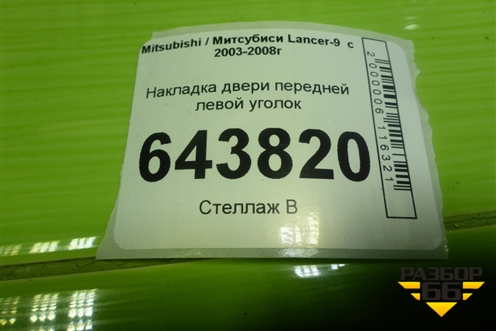 Mitsubishi / Митсубиси Lancer-9 с
2003-2008г
Накладка двери передней
левой уголок
643820
Стеллаж В
2000006116321
РАЗБОР
66